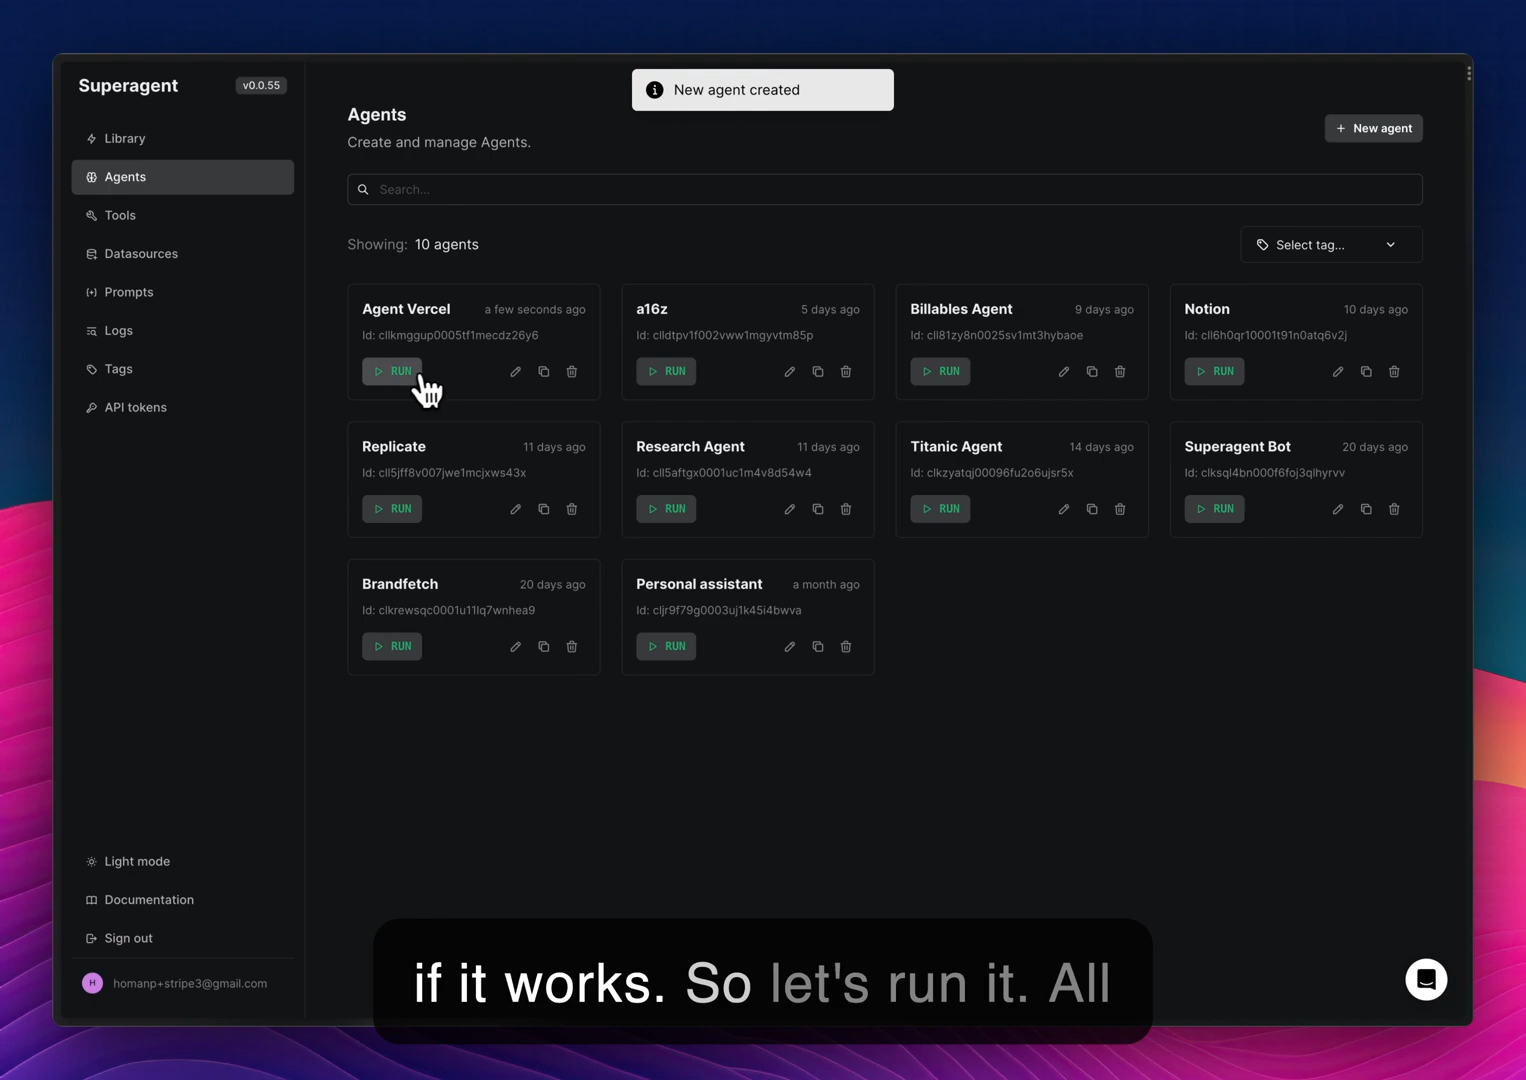 Superagent
v0.0.55
Library
Agents
Tools
Datasources
Prompts
Logs
Tags
API tokens
Light mode
Documentation
Sign out
H
homanp+stripe3@gmail.com
New agent created
Agents
Create and manage Agents.
+ New agent
Search...
Showing: 10 agents
Select tag...
Agent Vercel a few seconds ago
Id: cllkmggup0005tf1mecdz26y6
RUN
a16z 5 days ago
Id: clldtpv1f002vww1mgyvtm85p
RUN
Billables Agent 9 days ago
Id: cll81zy8n0025sv1mt3hybaoe
RUN
Notion 10 days ago
Id: cll6h0qr10001t91n0atq6v2j
RUN
Replicate 11 days ago
Id: cll5jff8v007jwe1mcjxws43x
RUN
Research Agent 11 days ago
Id: cll5aftgx0001uc1m4v8d54w4
RUN
Titanic Agent 14 days ago
Id: clkzyatqj00096fu2o6ujsr5x
RUN
Superagent Bot 20 days ago
Id: clksql4bn000f6foj3qlhyrvv
RUN
Brandfetch 20 days ago
Id: clkrewsqc0001u11lq7wnhea9
RUN
Personal assistant a month ago
Id: cljr9f79g0003uj1k45i4bwva
RUN
if it works. So let's run it. All